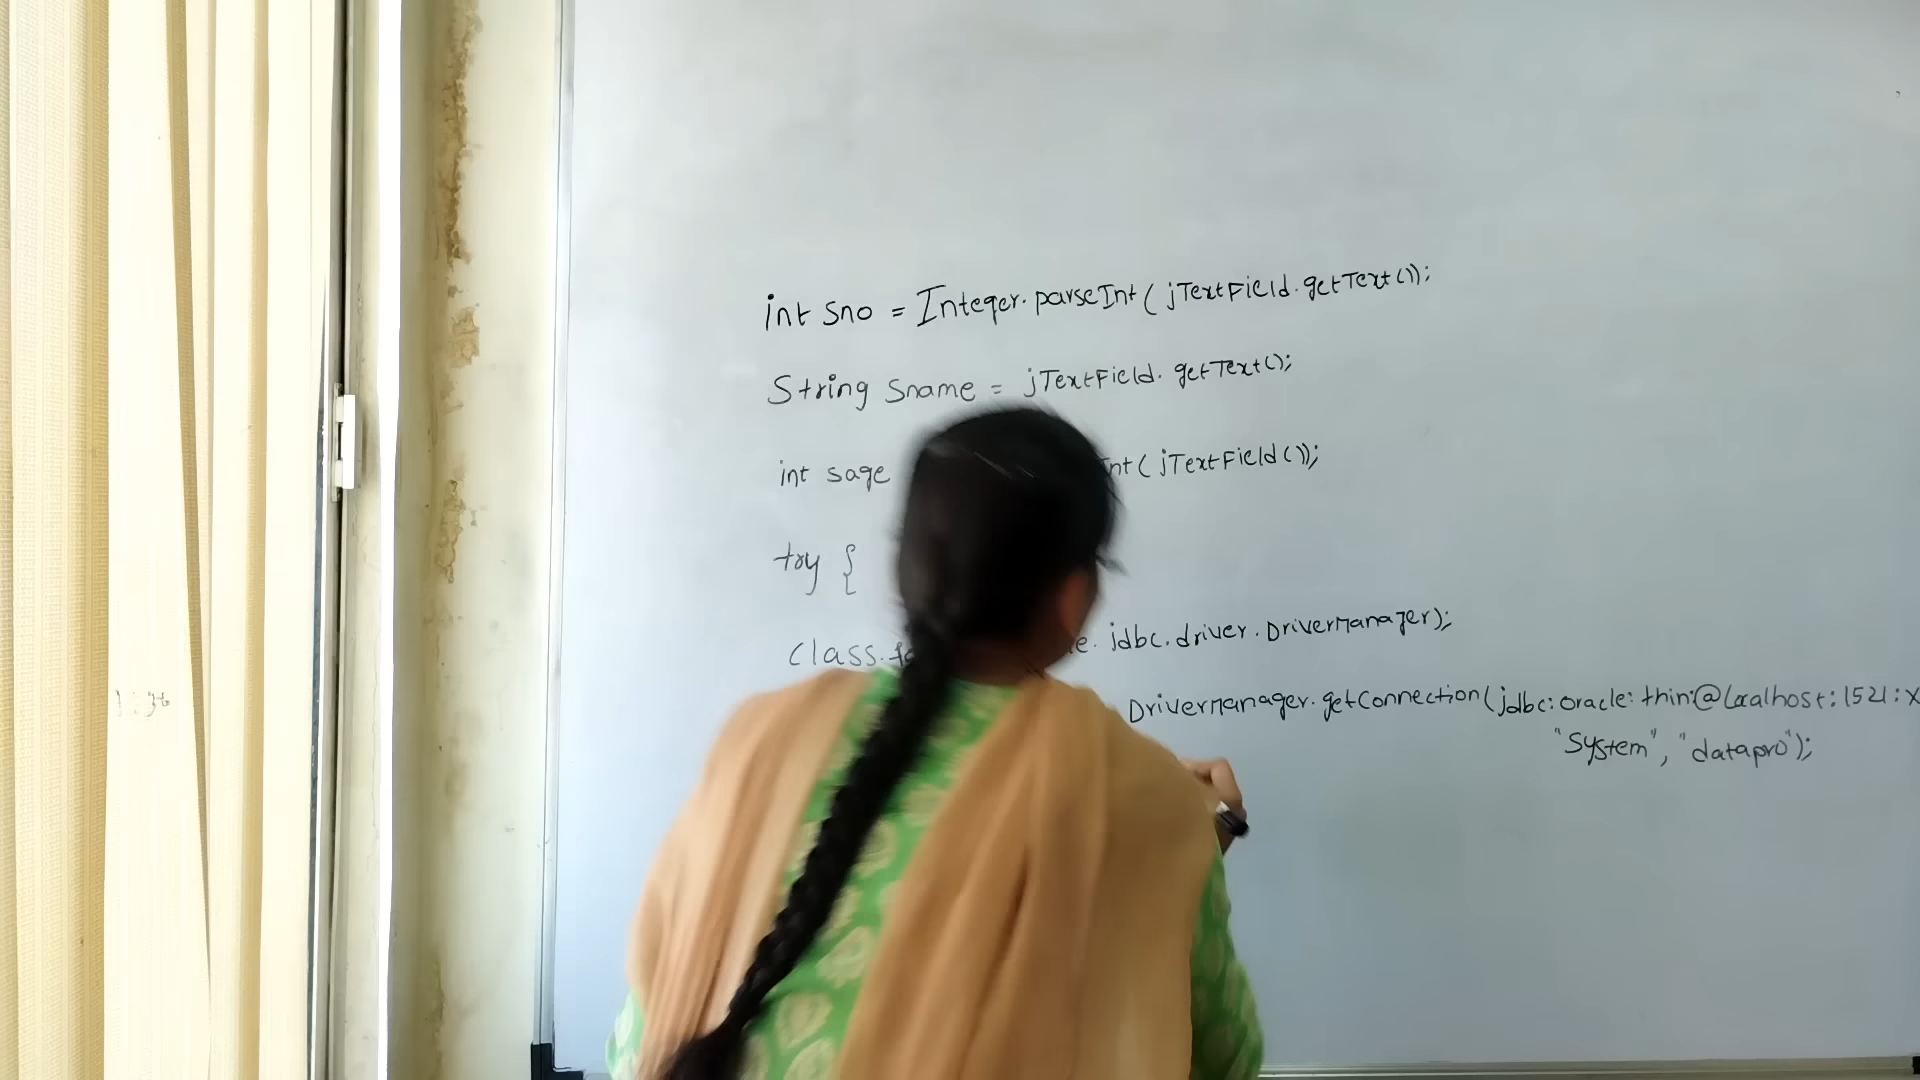 int sno = Integer.parseInt( jTextField.getText());
String Sname = jTextField. getText();
int sage nt( jTextField());
try {
Class.fo e. jdbc.driver.DriverManager);
DriverManager.getConnection(jdbc:oracle:thin:@localhost:1521:X
"System", "datapro");